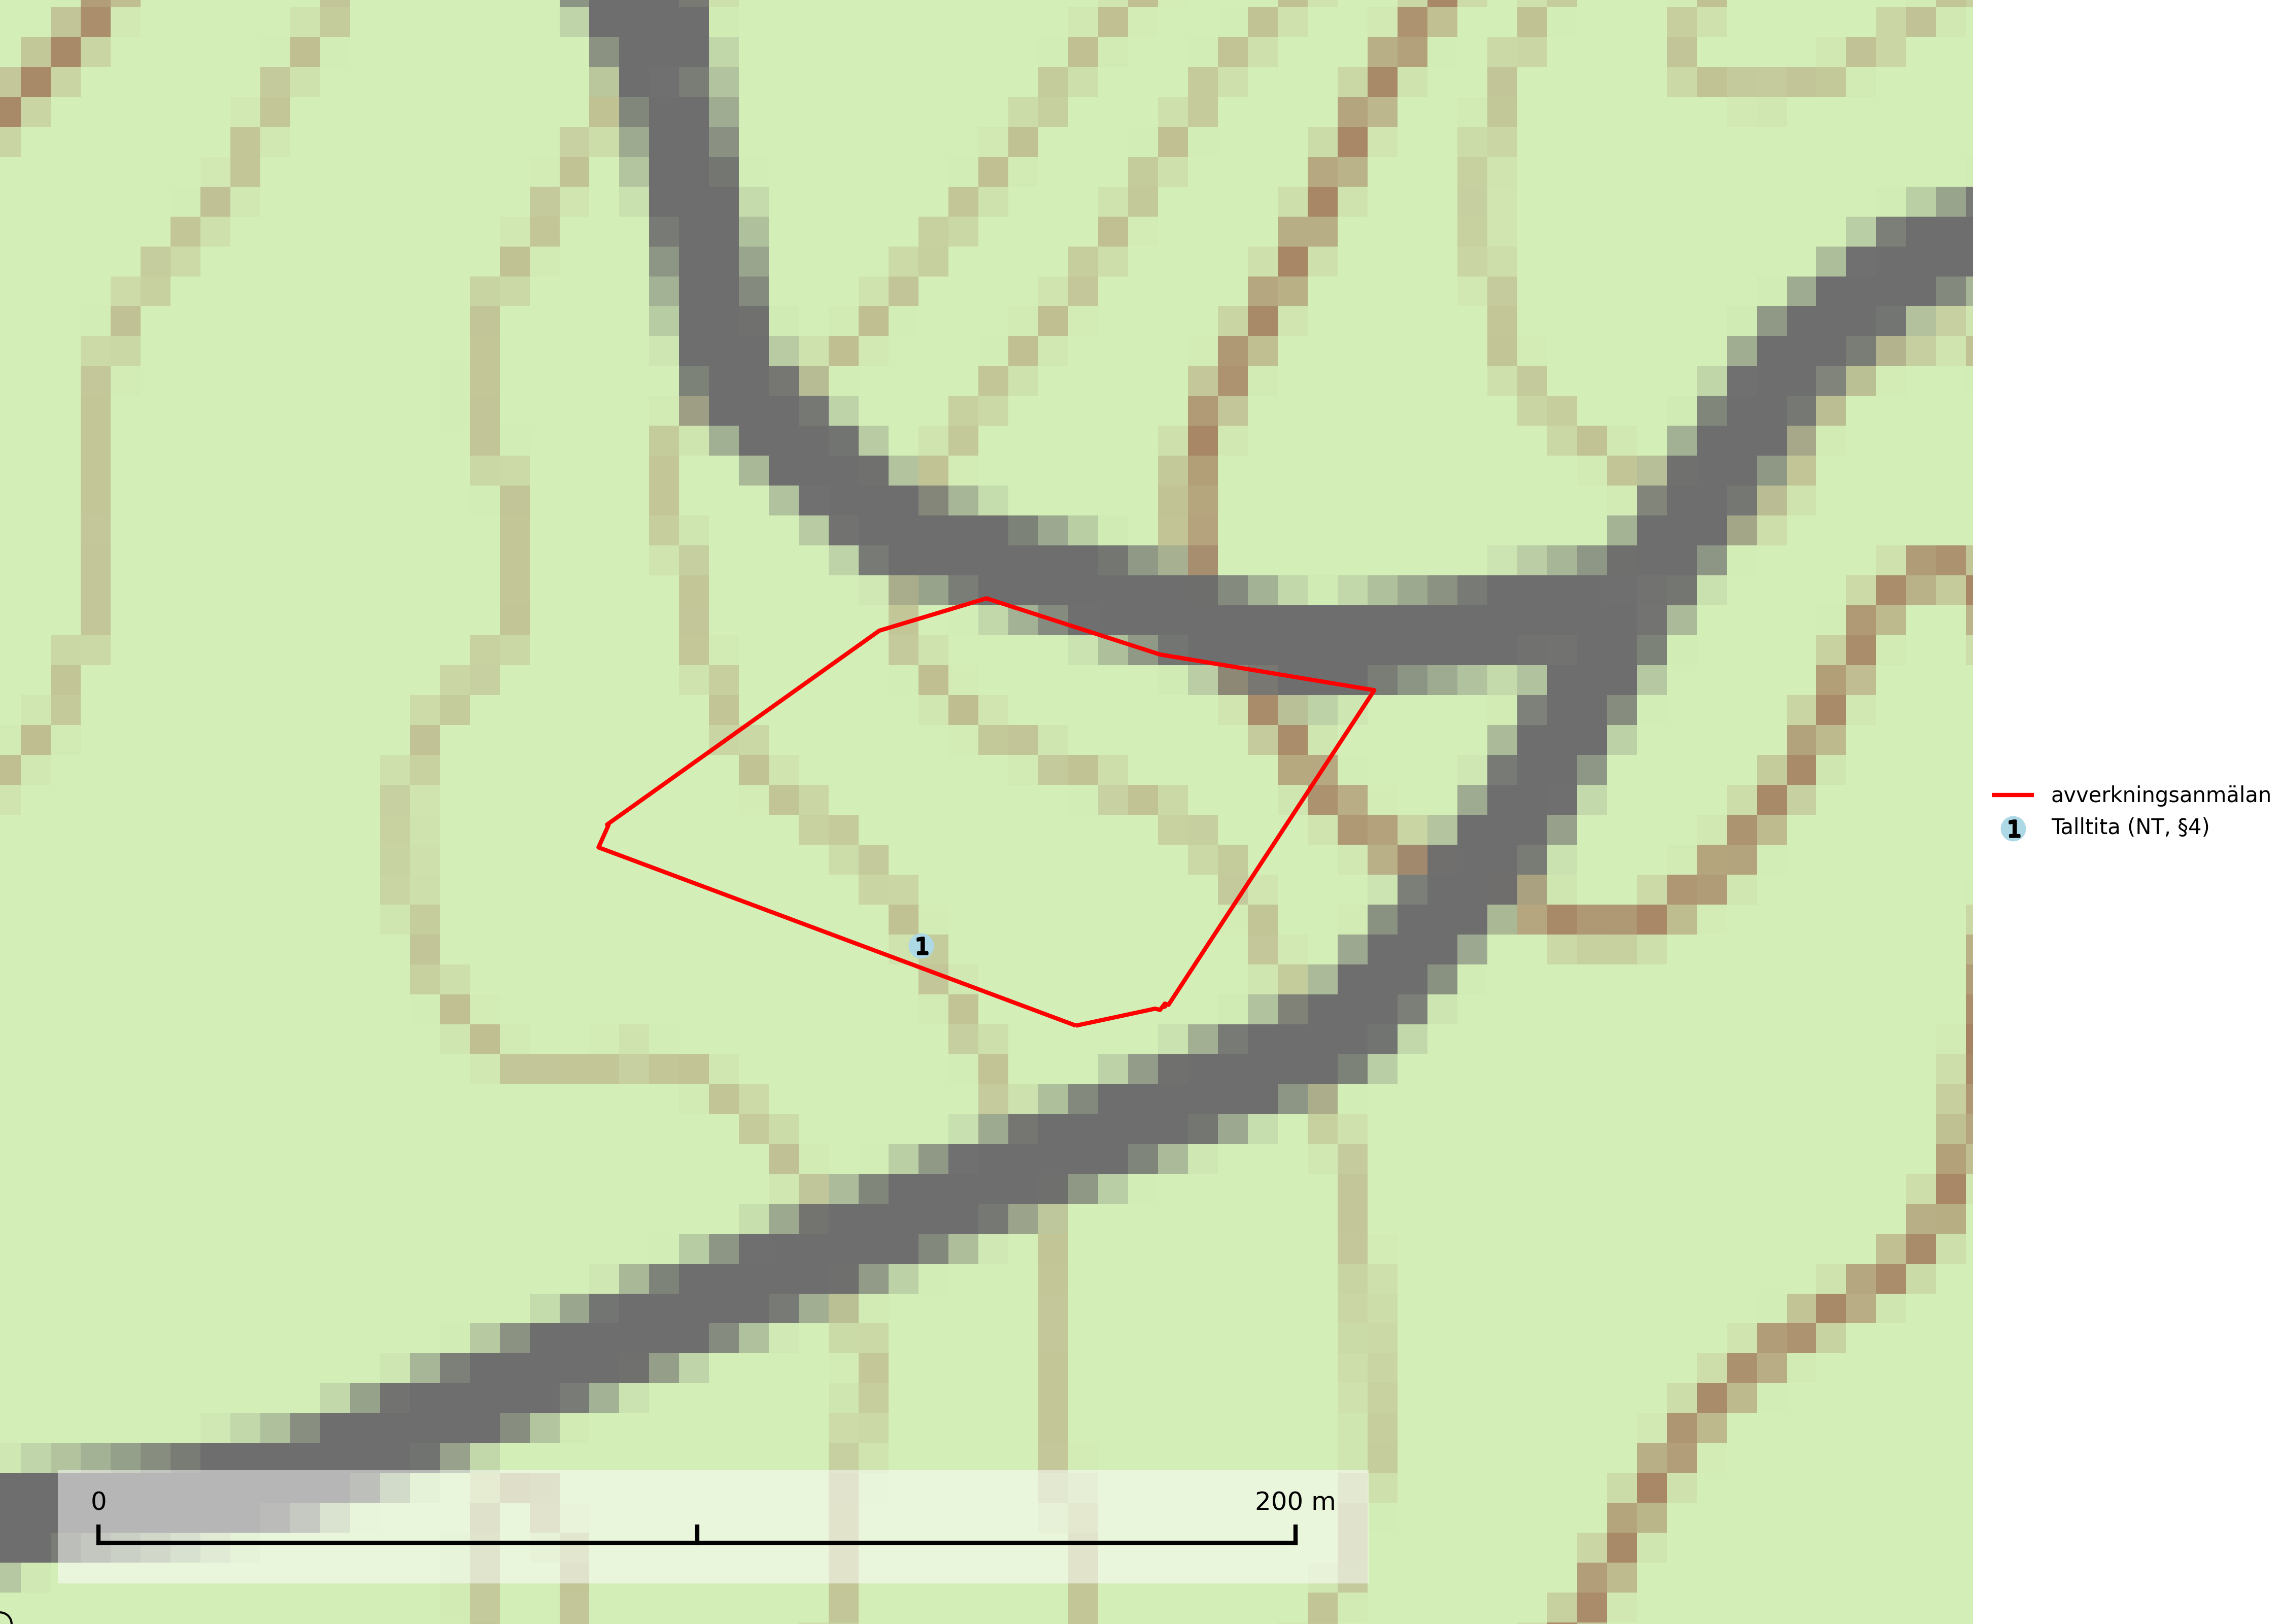 avverkningsanmälan
1 Talltita (NT, §4)
1
0 200 m